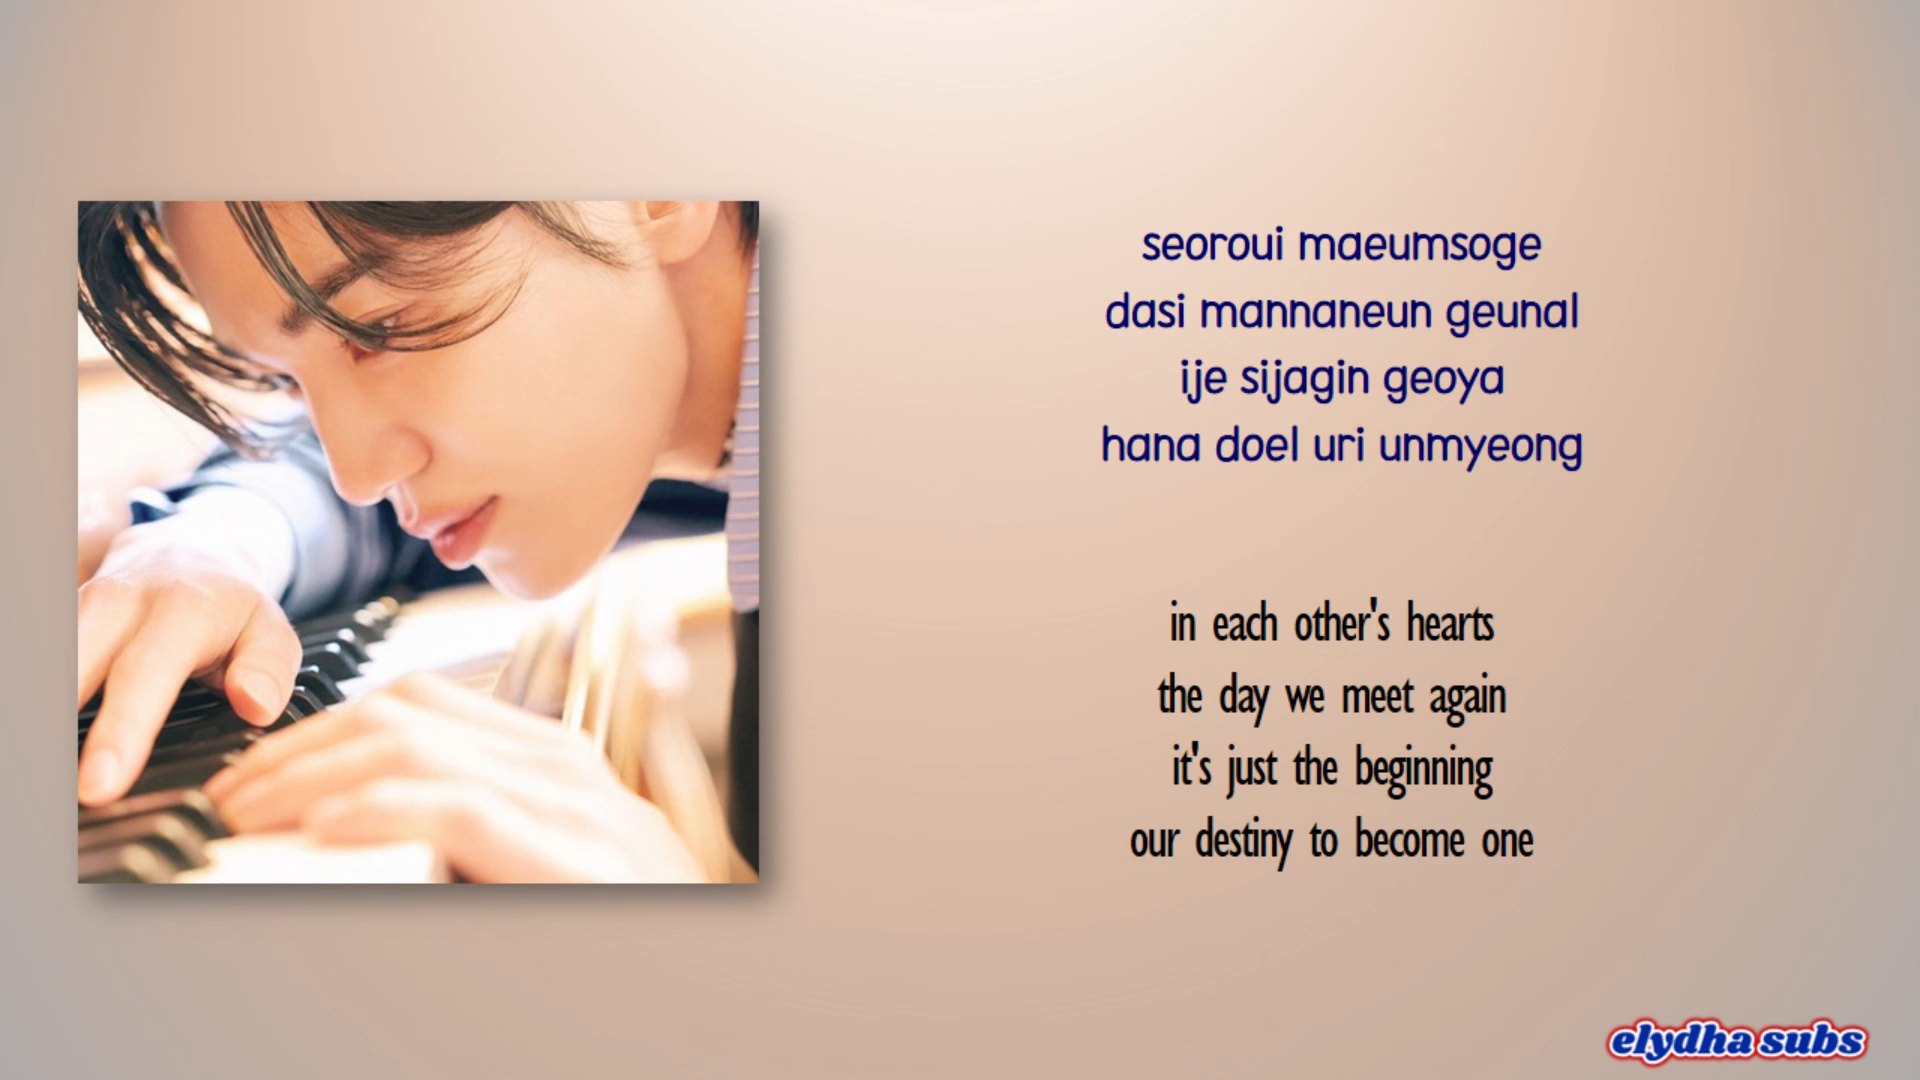 seoroui maeumsoge
dasi mannaneun geunal
ije sijagin geoya
hana doel uri unmyeong
in each other's hearts
the day we meet again
it's just the beginning
our destiny to become one
elydha subs